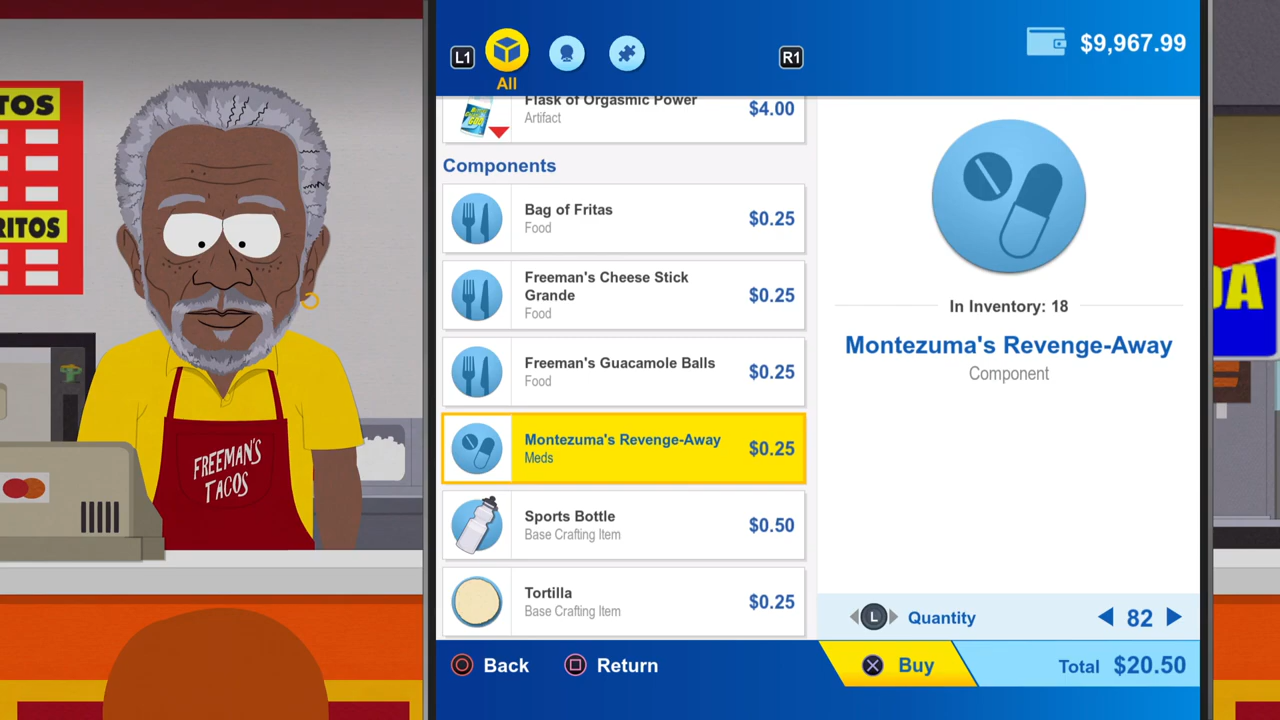 TOS
RITOS
FREEMAN'S
TACOS
L1
All
R1
$9,967.99
Flask of Orgasmic Power
Artifact
$4.00
Components
Bag of Fritas
Food
$0.25
Freeman's Cheese Stick
Grande
Food
$0.25
Freeman's Guacamole Balls
Food
$0.25
Montezuma's Revenge-Away
Meds
$0.25
Sports Bottle
Base Crafting Item
$0.50
Tortilla
Base Crafting Item
$0.25
In Inventory: 18
Montezuma's Revenge-Away
Component
L
Quantity
82
Back
Return
Buy
Total
$20.50
DA